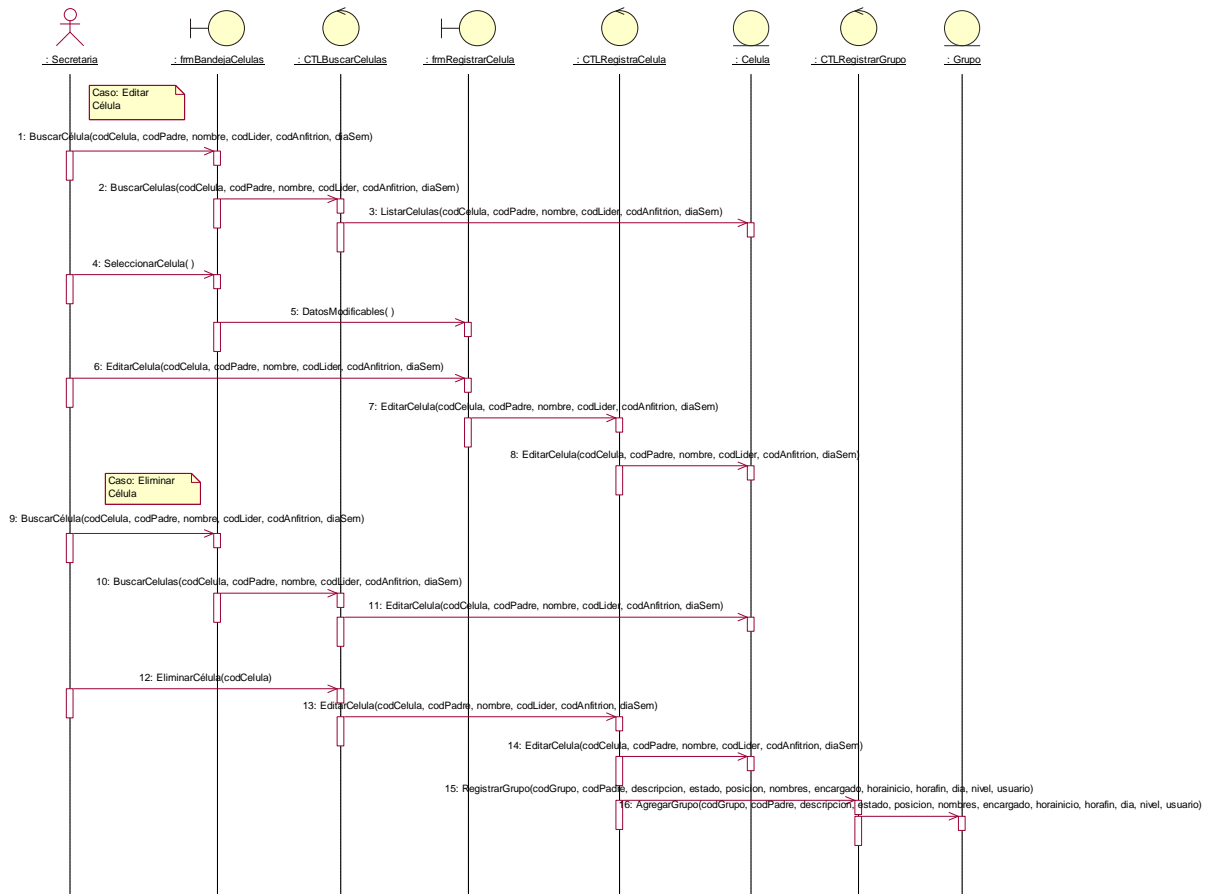 : Secretaria
: frmBandejaCelulas
: CTLBuscarCelulas
: frmRegistrarCelula
: CTLRegistraCelula
: Celula
: CTLRegistrarGrupo
: Grupo
Caso: Editar
Célula
1: BuscarCélula(codCelula, codPadre, nombre, codLider, codAnfitrion, diaSem)
2: BuscarCelulas(codCelula, codPadre, nombre, codLider, codAnfitrion, diaSem)
3: ListarCelulas(codCelula, codPadre, nombre, codLider, codAnfitrion, diaSem)
4: SeleccionarCelula( )
5: DatosModificables( )
6: EditarCelula(codCelula, codPadre, nombre, codLider, codAnfitrion, diaSem)
7: EditarCelula(codCelula, codPadre, nombre, codLider, codAnfitrion, diaSem)
8: EditarCelula(codCelula, codPadre, nombre, codLider, codAnfitrion, diaSem)
Caso: Eliminar
Célula
9: BuscarCélula(codCelula, codPadre, nombre, codLider, codAnfitrion, diaSem)
10: BuscarCelulas(codCelula, codPadre, nombre, codLider, codAnfitrion, diaSem)
11: EditarCelula(codCelula, codPadre, nombre, codLider, codAnfitrion, diaSem)
12: EliminarCélula(codCelula)
13: EditarCelula(codCelula, codPadre, nombre, codLider, codAnfitrion, diaSem)
14: EditarCelula(codCelula, codPadre, nombre, codLider, codAnfitrion, diaSem)
15: RegistrarGrupo(codGrupo, codPadre, descripcion, estado, posicion, nombres, encargado, horainicio, horafin, dia, nivel, usuario)
16: AgregarGrupo(codGrupo, codPadre, descripcion, estado, posicion, nombres, encargado, horainicio, horafin, dia, nivel, usuario)